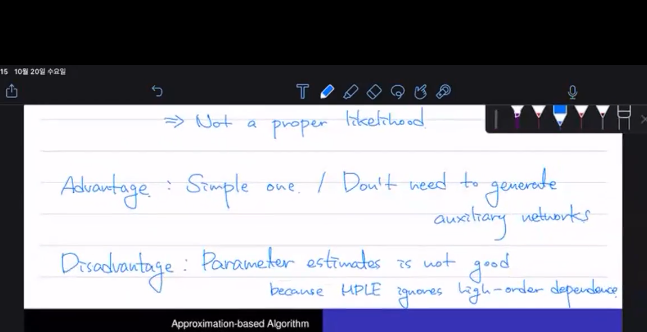 15 10월 20일 수요일
⇒ Not a proper likelihood.
Advantage : Simple one. / Don't need to generate
auxiliary networks
Disadvantage : Parameter estimates is not good
because MPLE ignores high-order dependence.
Approximation-based Algorithm